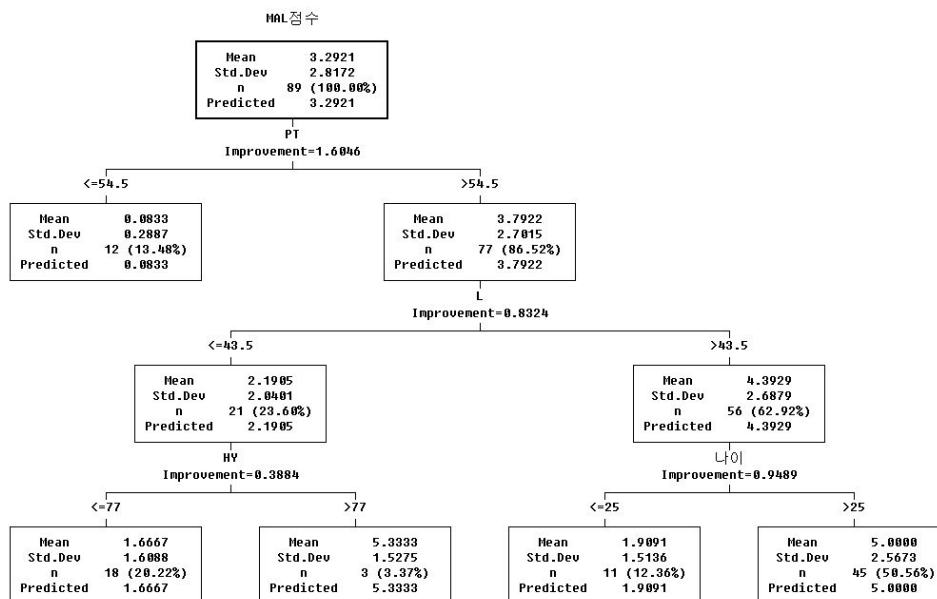 MAL점수
Mean 3.2921
Std.Dev 2.8172
n 89 (100.00%)
Predicted 3.2921
PT
Improvement=1.6046
<=54.5
>54.5
Mean 0.0833
Std.Dev 0.2887
n 12 (13.48%)
Predicted 0.0833
Mean 3.7922
Std.Dev 2.7015
n 77 (86.52%)
Predicted 3.7922
L
Improvement=0.8324
<=43.5
>43.5
Mean 2.1905
Std.Dev 2.0401
n 21 (23.60%)
Predicted 2.1905
Mean 4.3929
Std.Dev 2.6879
n 56 (62.92%)
Predicted 4.3929
HY
Improvement=0.3884
나이
Improvement=0.9489
<=77
>77
<=25
>25
Mean 1.6667
Std.Dev 1.6088
n 18 (20.22%)
Predicted 1.6667
Mean 5.3333
Std.Dev 1.5275
n 3 (3.37%)
Predicted 5.3333
Mean 1.9091
Std.Dev 1.5136
n 11 (12.36%)
Predicted 1.9091
Mean 5.0000
Std.Dev 2.5673
n 45 (50.56%)
Predicted 5.0000